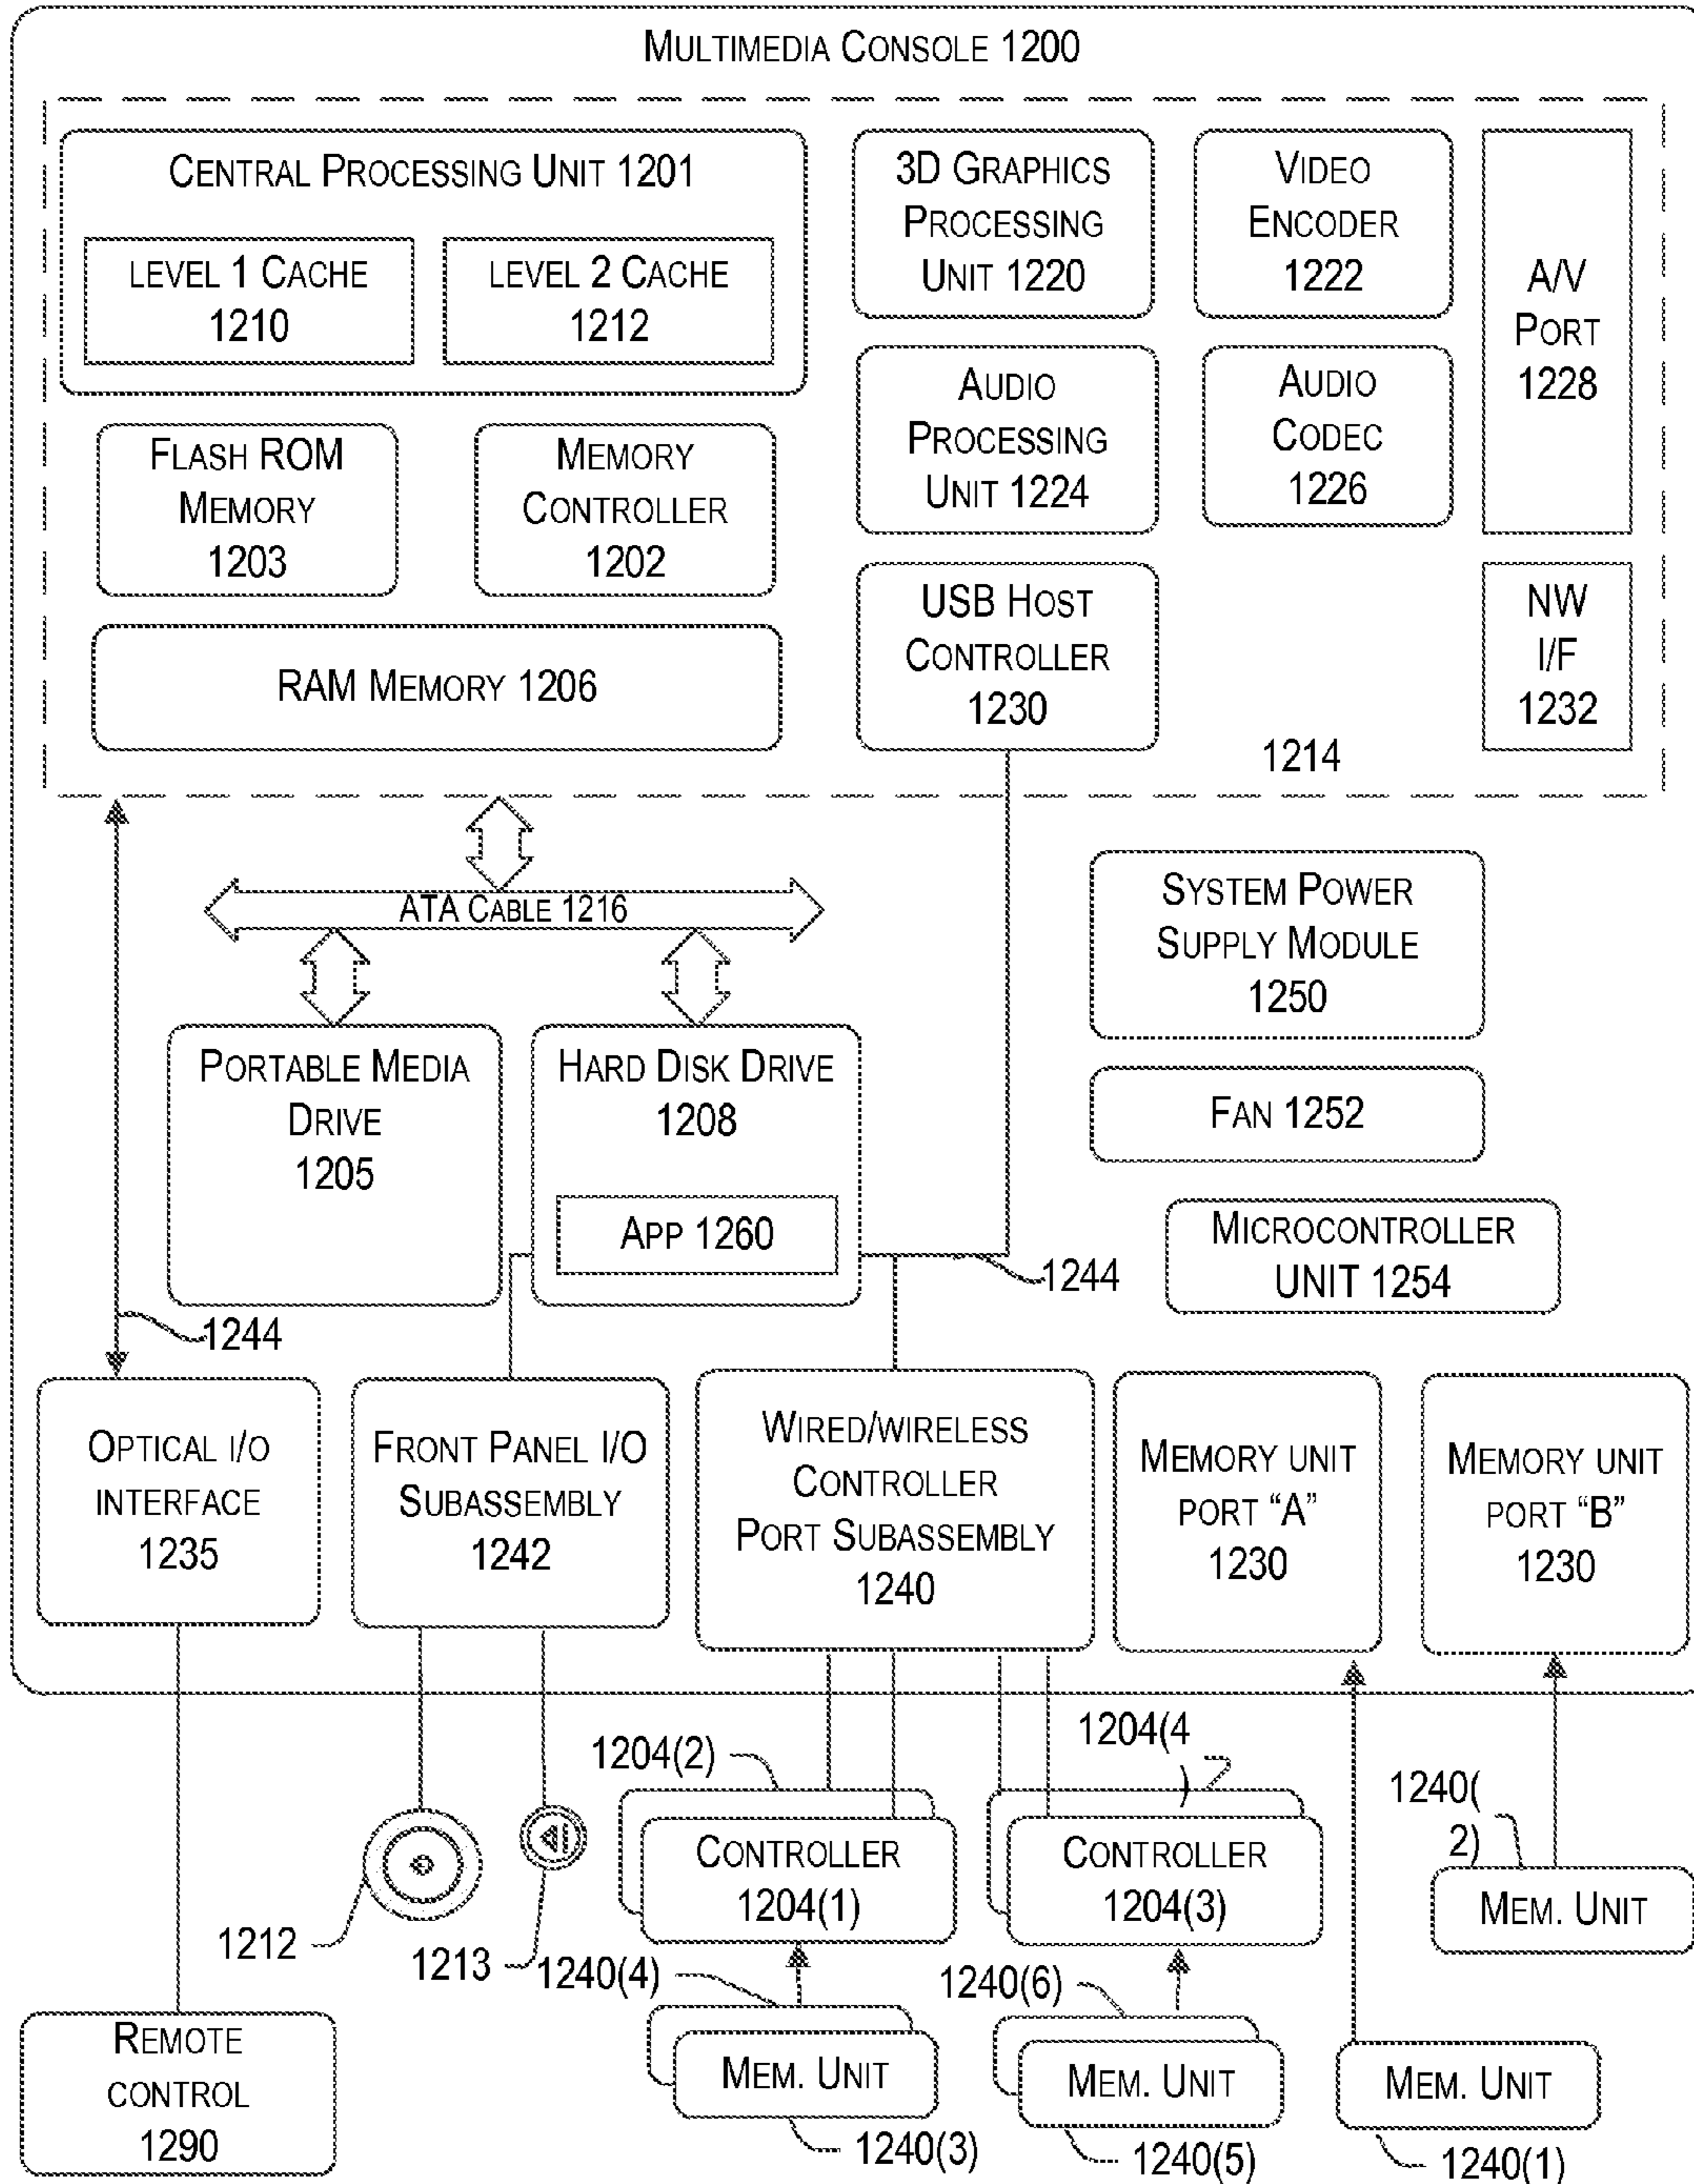 MULTIMEDIA CONSOLE 1200
CENTRAL PROCESSING UNIT 1201
LEVEL 1 CACHE
1210
LEVEL 2 CACHE
1212
3D GRAPHICS
PROCESSING
UNIT 1220
VIDEO
ENCODER
1222
A/V
PORT
1228
FLASH ROM
MEMORY
1203
MEMORY
CONTROLLER
1202
AUDIO
PROCESSING
UNIT 1224
AUDIO
CODEC
1226
RAM MEMORY 1206
USB HOST
CONTROLLER
1230
NW
I/F
1232
1214
ATA CABLE 1216
SYSTEM POWER
SUPPLY MODULE
1250
PORTABLE MEDIA
DRIVE
1205
HARD DISK DRIVE
1208
APP 1260
FAN 1252
MICROCONTROLLER
UNIT 1254
1244
1244
OPTICAL I/O
INTERFACE
1235
FRONT PANEL I/O
SUBASSEMBLY
1242
WIRED/WIRELESS
CONTROLLER
PORT SUBASSEMBLY
1240
MEMORY UNIT
PORT “A”
1230
MEMORY UNIT
PORT “B”
1230
1204(2)
1204(4
)
1240(
2)
CONTROLLER
1204(1)
CONTROLLER
1204(3)
MEM. UNIT
1212
1213
1240(4)
1240(6)
REMOTE
CONTROL
1290
MEM. UNIT
MEM. UNIT
MEM. UNIT
1240(3)
1240(5)
1240(1)